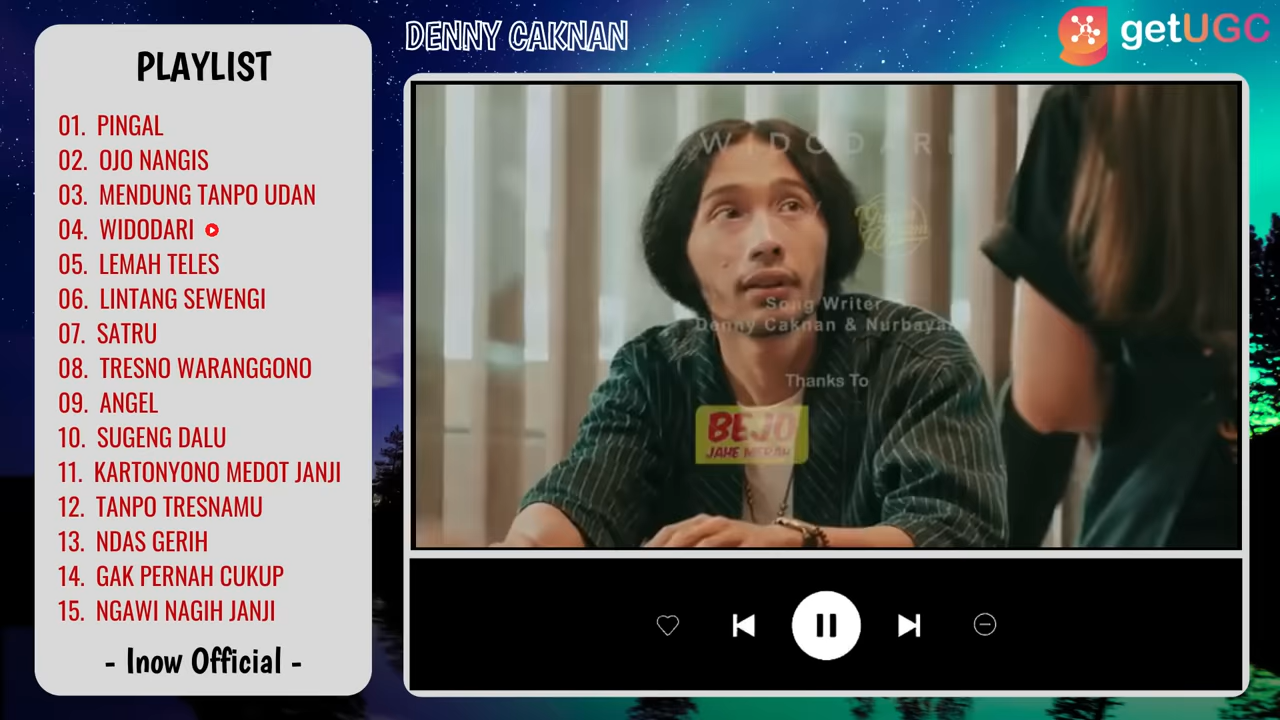 PLAYLIST
01. PINGAL
02. OJO NANGIS
03. MENDUNG TANPO UDAN
04. WIDODARI
05. LEMAH TELES
06. LINTANG SEWENGI
07. SATRU
08. TRESNO WARANGGONO
09. ANGEL
10. SUGENG DALU
11. KARTONYONO MEDOT JANJI
12. TANPO TRESNAMU
13. NDAS GERIH
14. GAK PERNAH CUKUP
15. NGAWI NAGIH JANJI
- Inow Official -
DENNY CAKNAN
getUGC
WIDODARI
Song Writer
Denny Caknan & Nurbayan
Thanks To
BEJO
JAHE MERAH